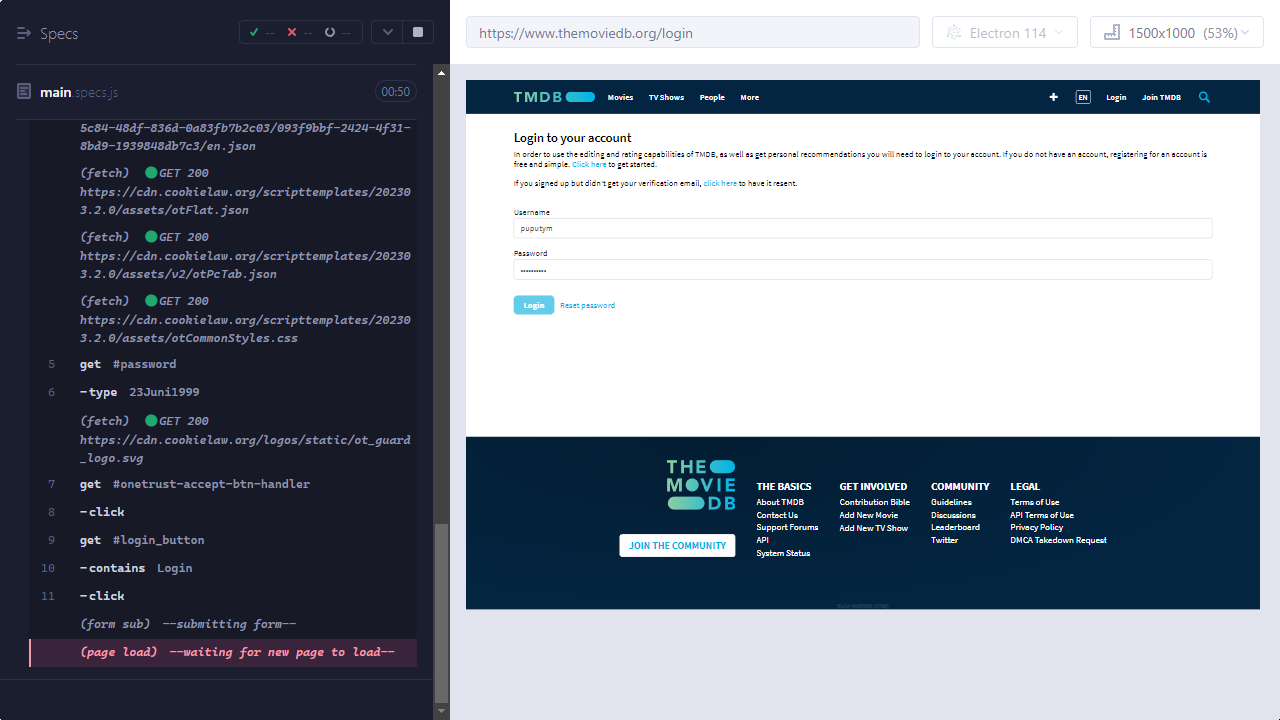 Specs
-- -- --
main.specs.js
00:50
5c84-48df-836d-0a83fb7b2c03/093f9bbf-2424-4f31-
8bd9-1939848db7c3/en.json
(fetch) GET 200
https://cdn.cookielaw.org/scripttemplates/20230
3.2.0/assets/otFlat.json
(fetch) GET 200
https://cdn.cookielaw.org/scripttemplates/20230
3.2.0/assets/v2/otPcTab.json
(fetch) GET 200
https://cdn.cookielaw.org/scripttemplates/20230
3.2.0/assets/otCommonStyles.css
5 get #password
6 -type 23Juni1999
(fetch) GET 200
https://cdn.cookielaw.org/logos/static/ot_guard
_logo.svg
7 get #onetrust-accept-btn-handler
8 -click
9 get #login_button
10 -contains Login
11 -click
(form sub) --submitting form--
(page load) --waiting for new page to load--
https://www.themoviedb.org/login
Electron 114
1500x1000 (53%)
TMDB Movies TV Shows People More
EN Login Join TMDB
Login to your account
In order to use the editing and rating capabilities of TMDB, as well as get personal recommendations you will need to login to your account. If you do not have an account, registering for an account is
free and simple. Click here to get started.
If you signed up but didn't get your verification email, click here to have it resent.
Username
puputym
Password
••••••••••
Login Reset password
THE
MOVIE
DB
JOIN THE COMMUNITY
THE BASICS
About TMDB
Contact Us
Support Forums
API
System Status
GET INVOLVED
Contribution Bible
Add New Movie
Add New TV Show
COMMUNITY
Guidelines
Discussions
Leaderboard
Twitter
LEGAL
Terms of Use
API Terms of Use
Privacy Policy
DMCA Takedown Request